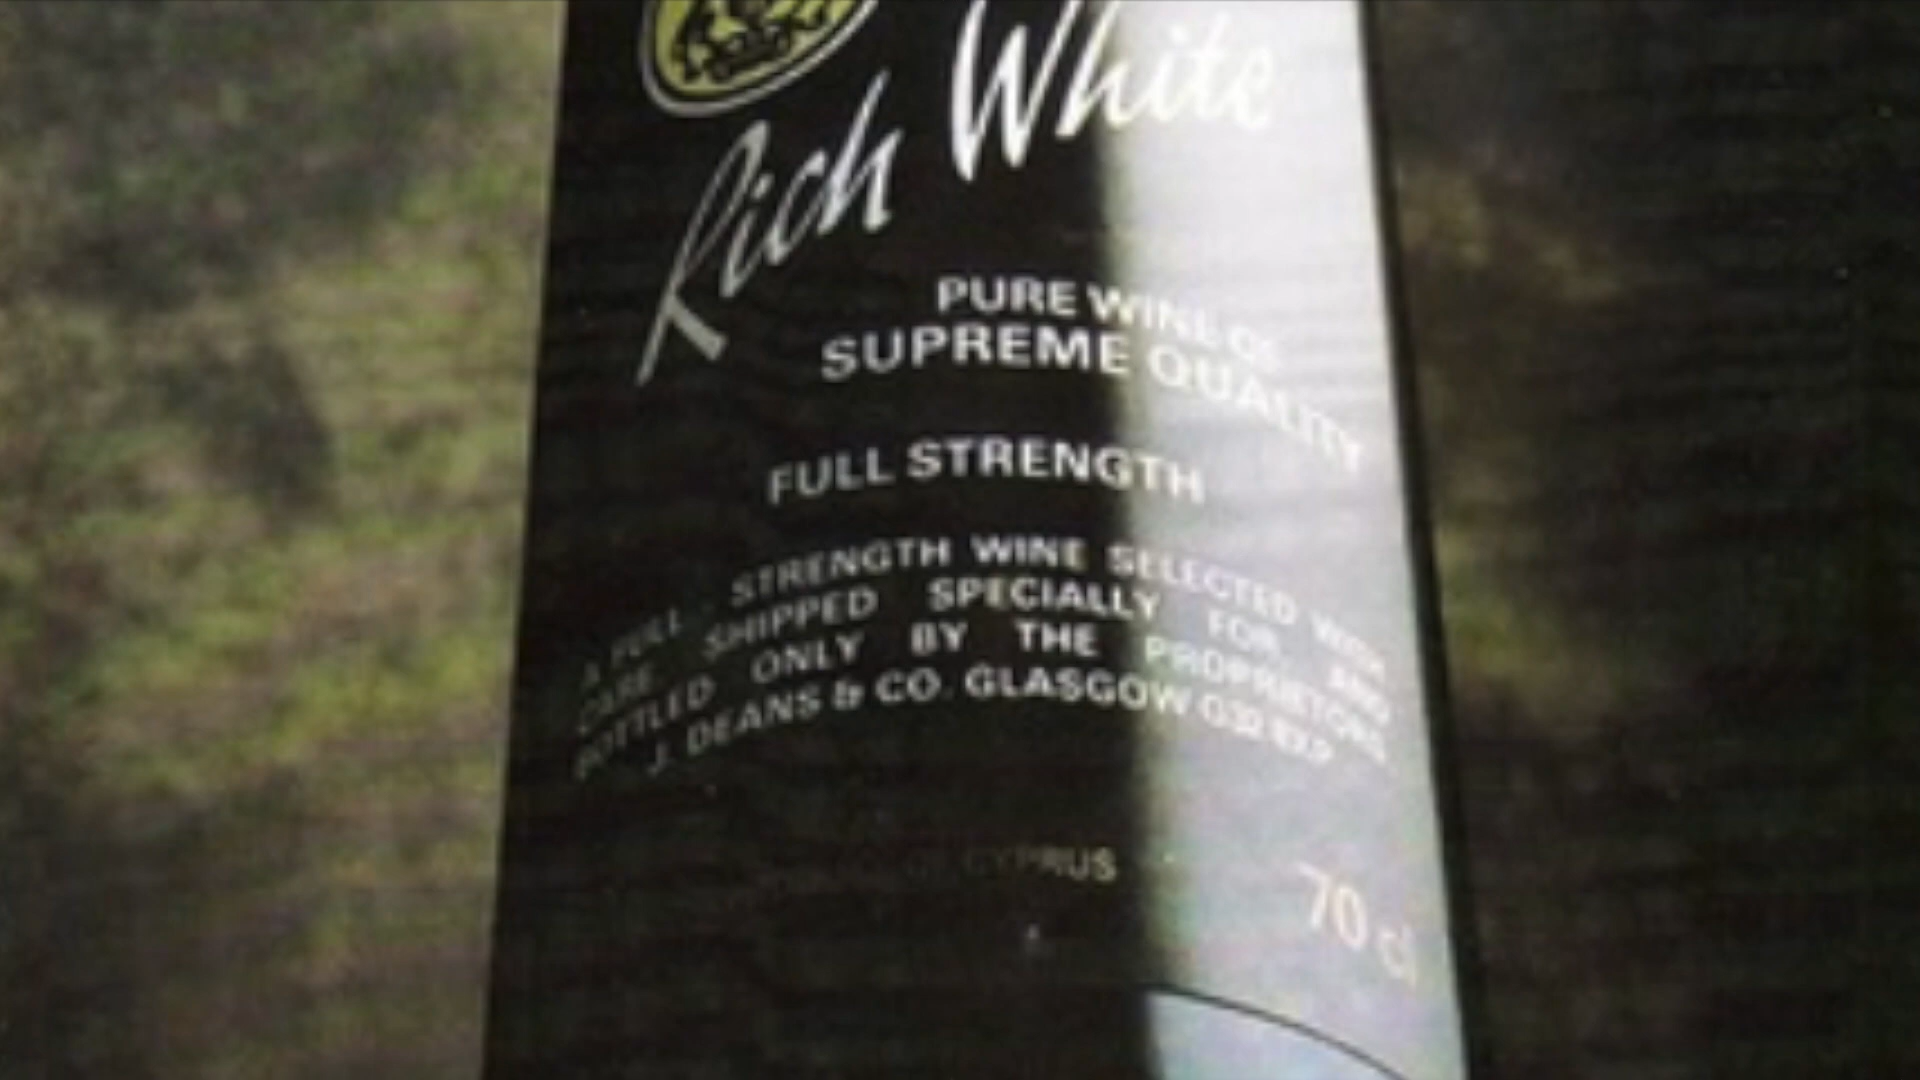 Rich White
PURE WINE OF
SUPREME QUALITY
FULL STRENGTH
A FULL STRENGTH WINE SELECTED WITH
CARE SHIPPED SPECIALLY FOR AND
BOTTLED ONLY BY THE PROPRIETORS
J. DEANS & CO. GLASGOW
CYPRUS
70 cl